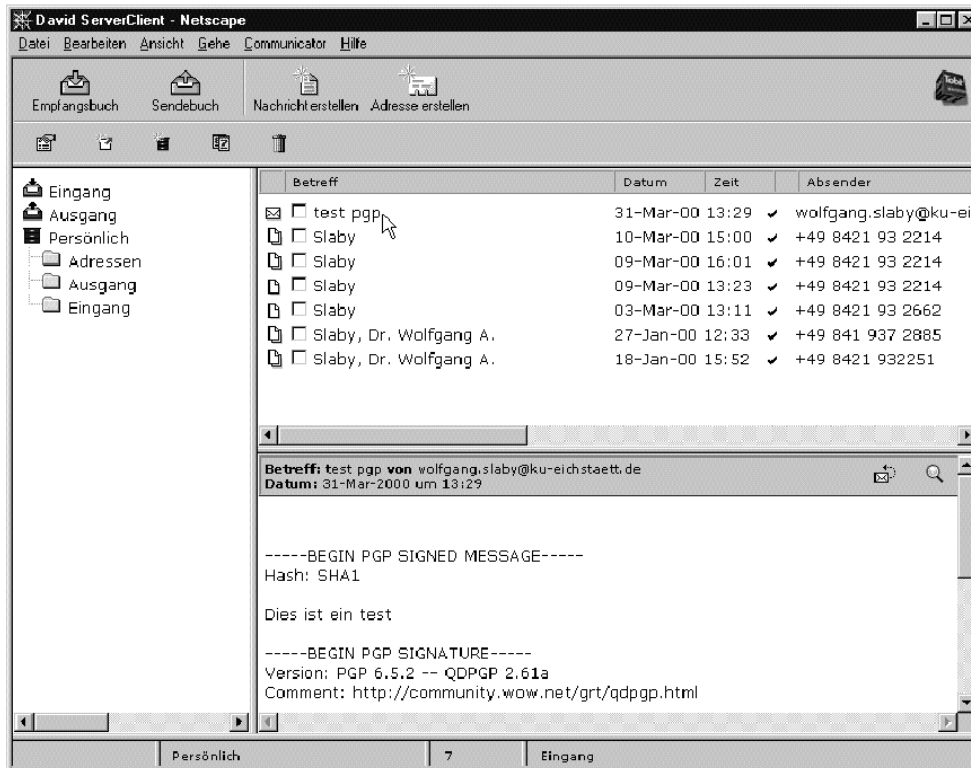 David ServerClient - Netscape
Datei Bearbeiten Ansicht Gehe Communicator Hilfe
Empfangsbuch Sendebuch Nachricht erstellen Adresse erstellen
Tobit
Eingang
Ausgang
Persönlich
Adressen
Ausgang
Eingang
Betreff Datum Zeit Absender
test pgp 31-Mar-00 13:29 wolfgang.slaby@ku-ei
Slaby 10-Mar-00 15:00 +49 8421 93 2214
Slaby 09-Mar-00 16:01 +49 8421 93 2214
Slaby 09-Mar-00 13:23 +49 8421 93 2214
Slaby 03-Mar-00 13:11 +49 8421 93 2662
Slaby, Dr. Wolfgang A. 27-Jan-00 12:33 +49 841 937 2885
Slaby, Dr. Wolfgang A. 18-Jan-00 15:52 +49 8421 932251
Betreff: test pgp von wolfgang.slaby@ku-eichstaett.de
Datum: 31-Mar-2000 um 13:29
-----BEGIN PGP SIGNED MESSAGE-----
Hash: SHA1
Dies ist ein test
-----BEGIN PGP SIGNATURE-----
Version: PGP 6.5.2 -- QDPGP 2.61a
Comment: http://community.wow.net/grt/qdpgp.html
Persönlich 7 Eingang